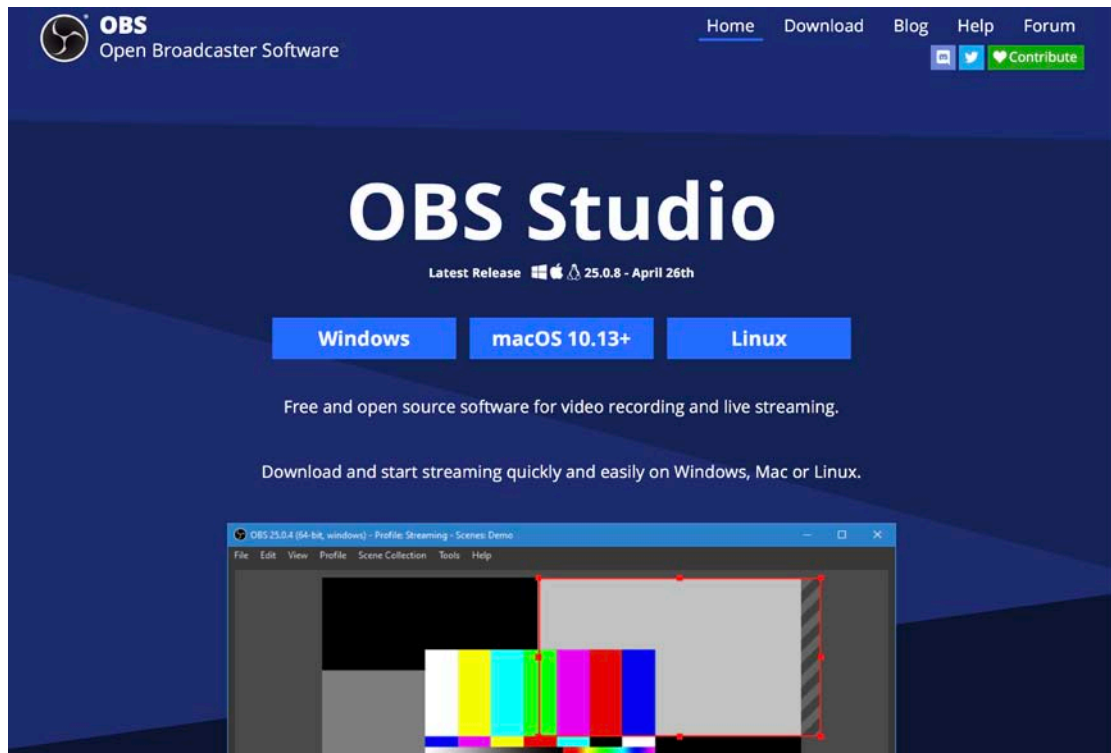 OBS
Open Broadcaster Software
Home Download Blog Help Forum
Contribute
OBS Studio
Latest Release 25.0.8 - April 26th
Windows macOS 10.13+ Linux
Free and open source software for video recording and live streaming.
Download and start streaming quickly and easily on Windows, Mac or Linux.
OBS 25.0.4 (64-bit, windows) - Profile: Streaming - Scenes: Demo
File Edit View Profile Scene Collection Tools Help